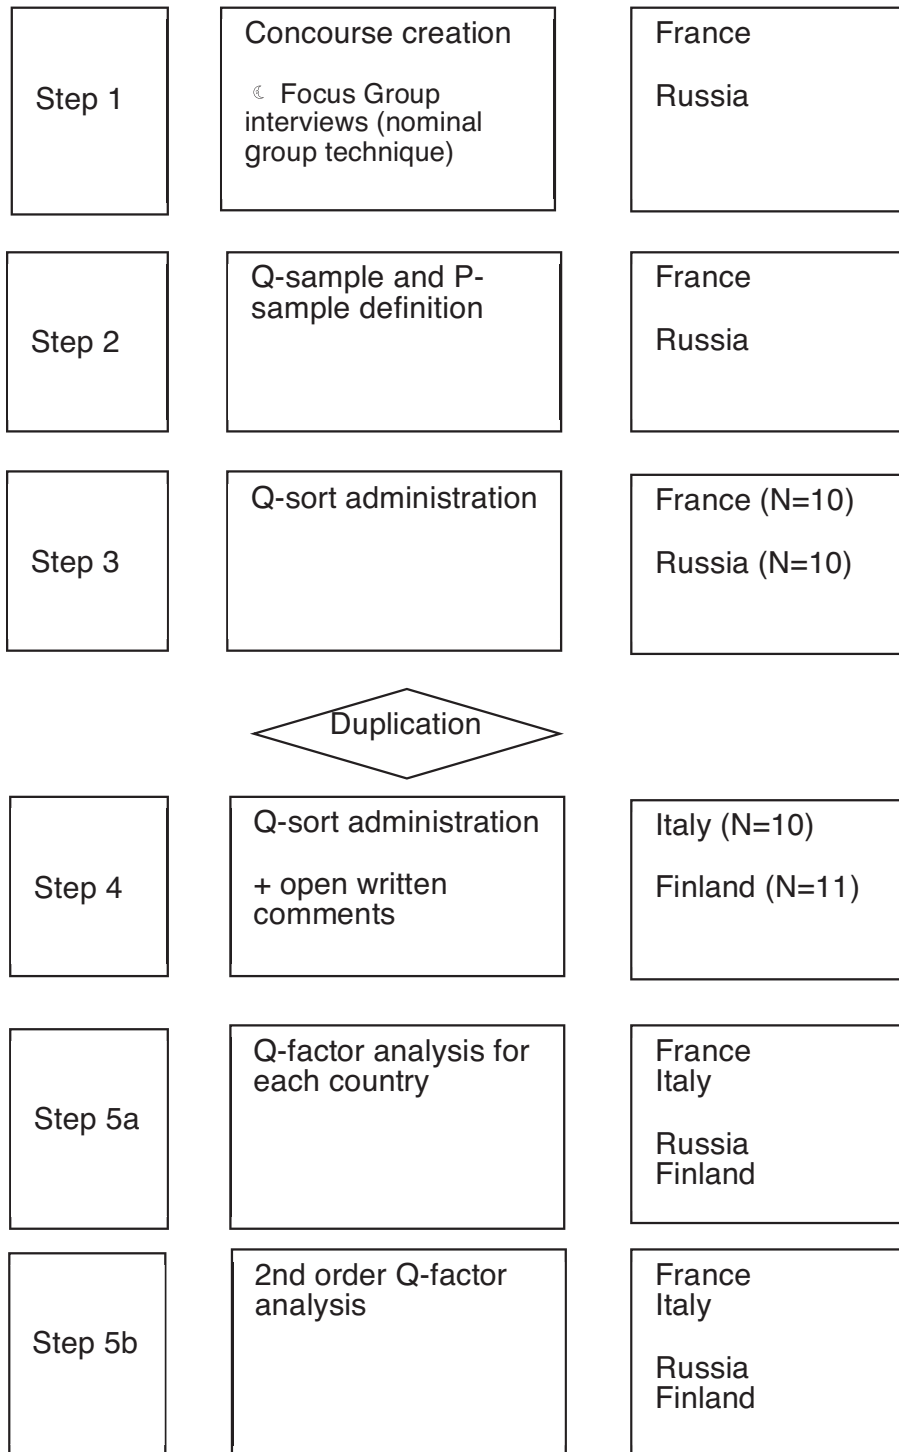 Step 1
Concourse creation
☾ Focus Group
interviews (nominal
group technique)
France
Russia
Step 2
Q-sample and P-
sample definition
France
Russia
Step 3
Q-sort administration
France (N=10)
Russia (N=10)
Duplication
Step 4
Q-sort administration
+ open written
comments
Italy (N=10)
Finland (N=11)
Step 5a
Q-factor analysis for
each country
France
Italy
Russia
Finland
Step 5b
2nd order Q-factor
analysis
France
Italy
Russia
Finland